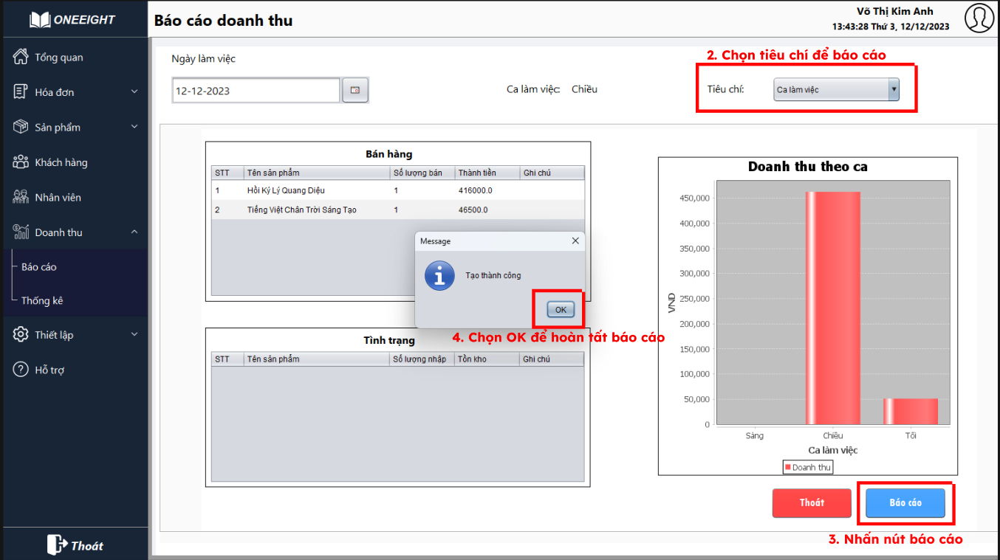 ONEEIGHT
Báo cáo doanh thu
Võ Thị Kim Anh
13:43:28 Thứ 3, 12/12/2023
Tổng quan
Hóa đơn
Sản phẩm
Khách hàng
Nhân viên
Doanh thu
Báo cáo
Thống kê
Thiết lập
Hỗ trợ
Thoát
Ngày làm việc
12-12-2023
Ca làm việc: Chiều
2. Chọn tiêu chí để báo cáo
Tiêu chí: Ca làm việc
Bán hàng
STT Tên sản phẩm Số lượng bán Thành tiền Ghi chú
1 Hồi Ký Lý Quang Diệu 1 416000.0
2 Tiếng Việt Chân Trời Sáng Tạo 1 46500.0
Message
Tạo thành công
OK
4. Chọn OK để hoàn tất báo cáo
Tình trạng
STT Tên sản phẩm Số lượng nhập Tồn kho Ghi chú
Doanh thu theo ca
450,000
400,000
350,000
300,000
250,000
200,000
150,000
100,000
50,000
0
VND
Sáng Chiều Tối
Ca làm việc
Doanh thu
Thoát
Báo cáo
3. Nhấn nút báo cáo